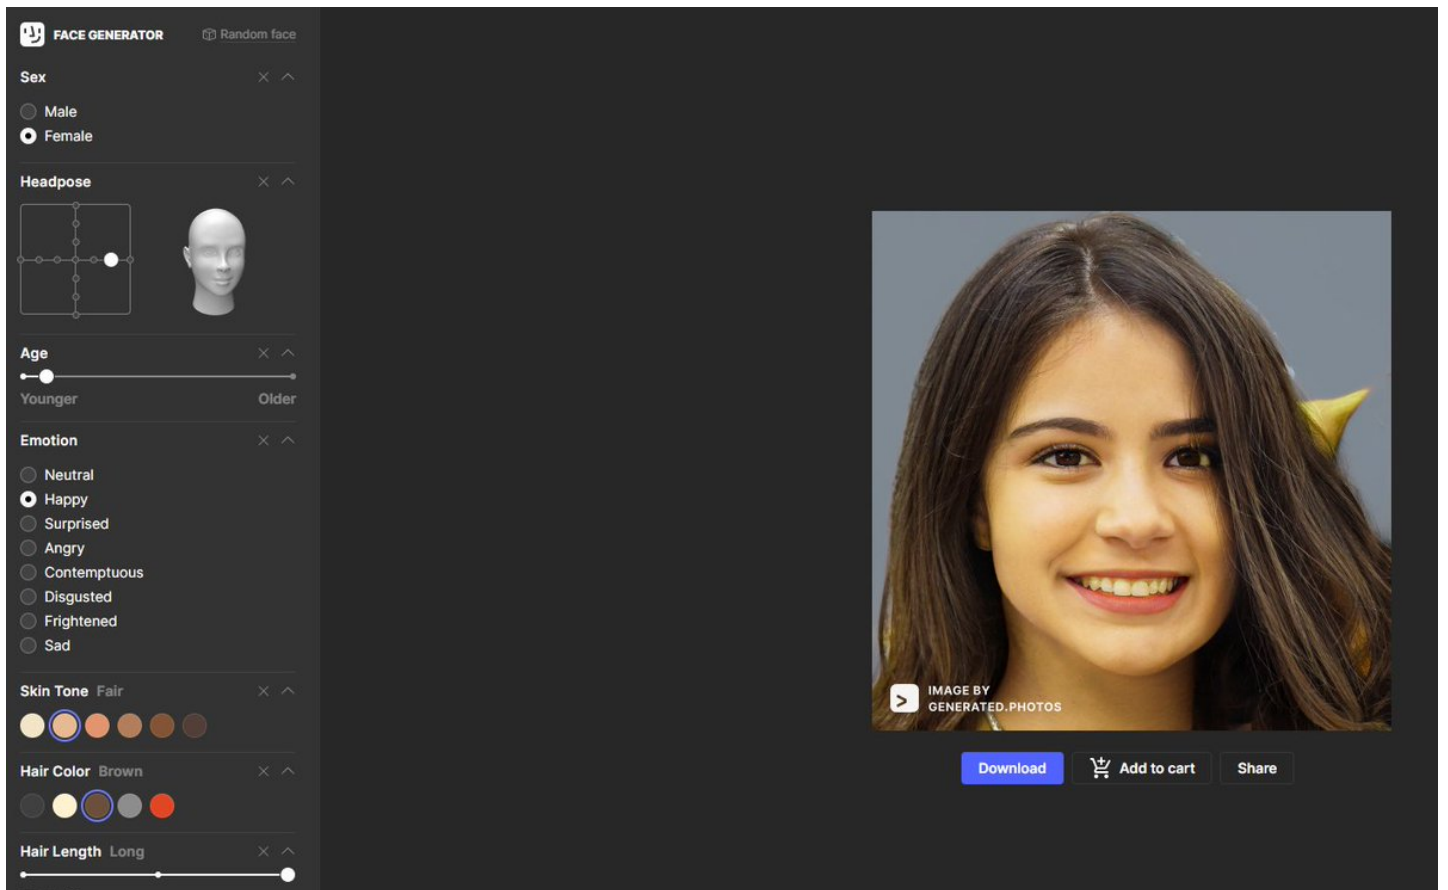 FACE GENERATOR
Random face
Sex
Male
Female
Headpose
Age
Younger
Older
Emotion
Neutral
Happy
Surprised
Angry
Contemptuous
Disgusted
Frightened
Sad
Skin Tone Fair
Hair Color Brown
Hair Length Long
IMAGE BY
GENERATED.PHOTOS
Download
Add to cart
Share